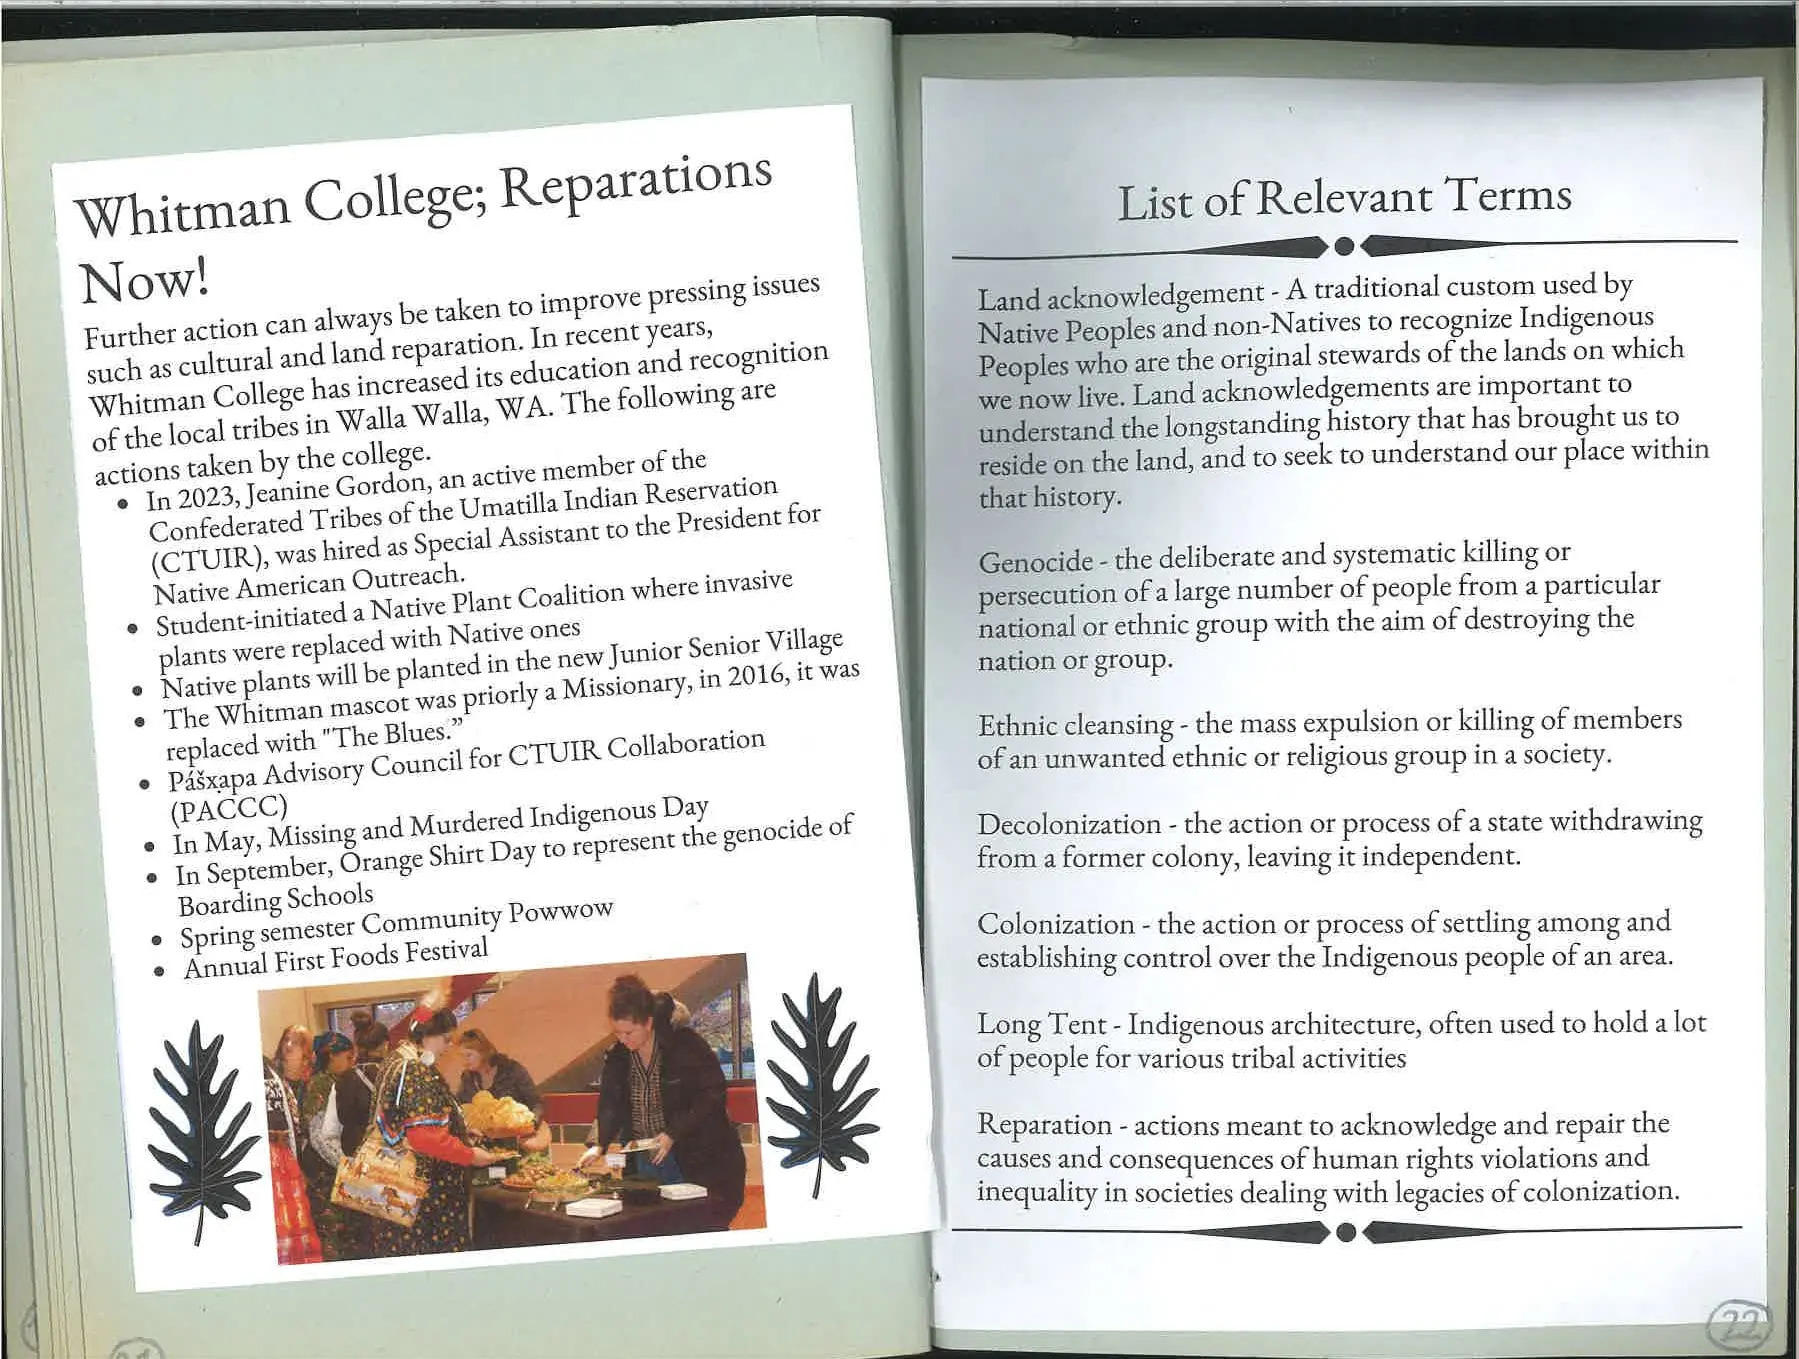 Whitman College; Reparations
Now!
Further action can always be taken to improve pressing issues
such as cultural and land reparation. In recent years,
Whitman College has increased its education and recognition
of the local tribes in Walla Walla, WA. The following are
actions taken by the college.
• In 2023, Jeanine Gordon, an active member of the
Confederated Tribes of the Umatilla Indian Reservation
(CTUIR), was hired as Special Assistant to the President for
Native American Outreach.
• Student-initiated a Native Plant Coalition where invasive
plants were replaced with Native ones
• Native plants will be planted in the new Junior Senior Village
• The Whitman mascot was priorly a Missionary, in 2016, it was
replaced with "The Blues.”
• Pášx̣apa Advisory Council for CTUIR Collaboration
(PACCC)
• In May, Missing and Murdered Indigenous Day
• In September, Orange Shirt Day to represent the genocide of
Boarding Schools
• Spring semester Community Powwow
• Annual First Foods Festival
List of Relevant Terms
Land acknowledgement - A traditional custom used by
Native Peoples and non-Natives to recognize Indigenous
Peoples who are the original stewards of the lands on which
we now live. Land acknowledgements are important to
understand the longstanding history that has brought us to
reside on the land, and to seek to understand our place within
that history.
Genocide - the deliberate and systematic killing or
persecution of a large number of people from a particular
national or ethnic group with the aim of destroying the
nation or group.
Ethnic cleansing - the mass expulsion or killing of members
of an unwanted ethnic or religious group in a society.
Decolonization - the action or process of a state withdrawing
from a former colony, leaving it independent.
Colonization - the action or process of settling among and
establishing control over the Indigenous people of an area.
Long Tent - Indigenous architecture, often used to hold a lot
of people for various tribal activities
Reparation - actions meant to acknowledge and repair the
causes and consequences of human rights violations and
inequality in societies dealing with legacies of colonization.
22